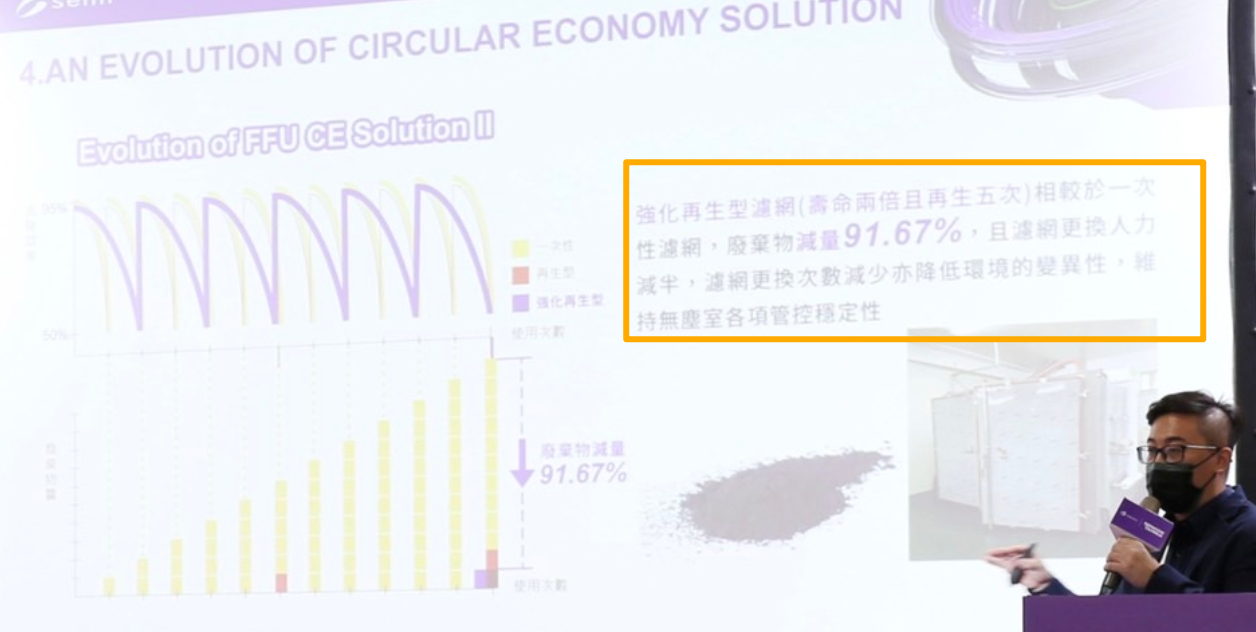 semi
4.AN EVOLUTION OF CIRCULAR ECONOMY SOLUTION
Evolution of FFU CE Solution II
95%
50%
一次性
再生型
強化再生型
使用次數
強化再生型濾網(壽命兩倍且再生五次)相較於一次
性濾網，廢棄物減量91.67%，且濾網更換人力
減半，濾網更換次數減少亦降低環境的變異性，維
持無塵室各項管控穩定性
廢棄物量
廢棄物減量
91.67%
使用次數
semi